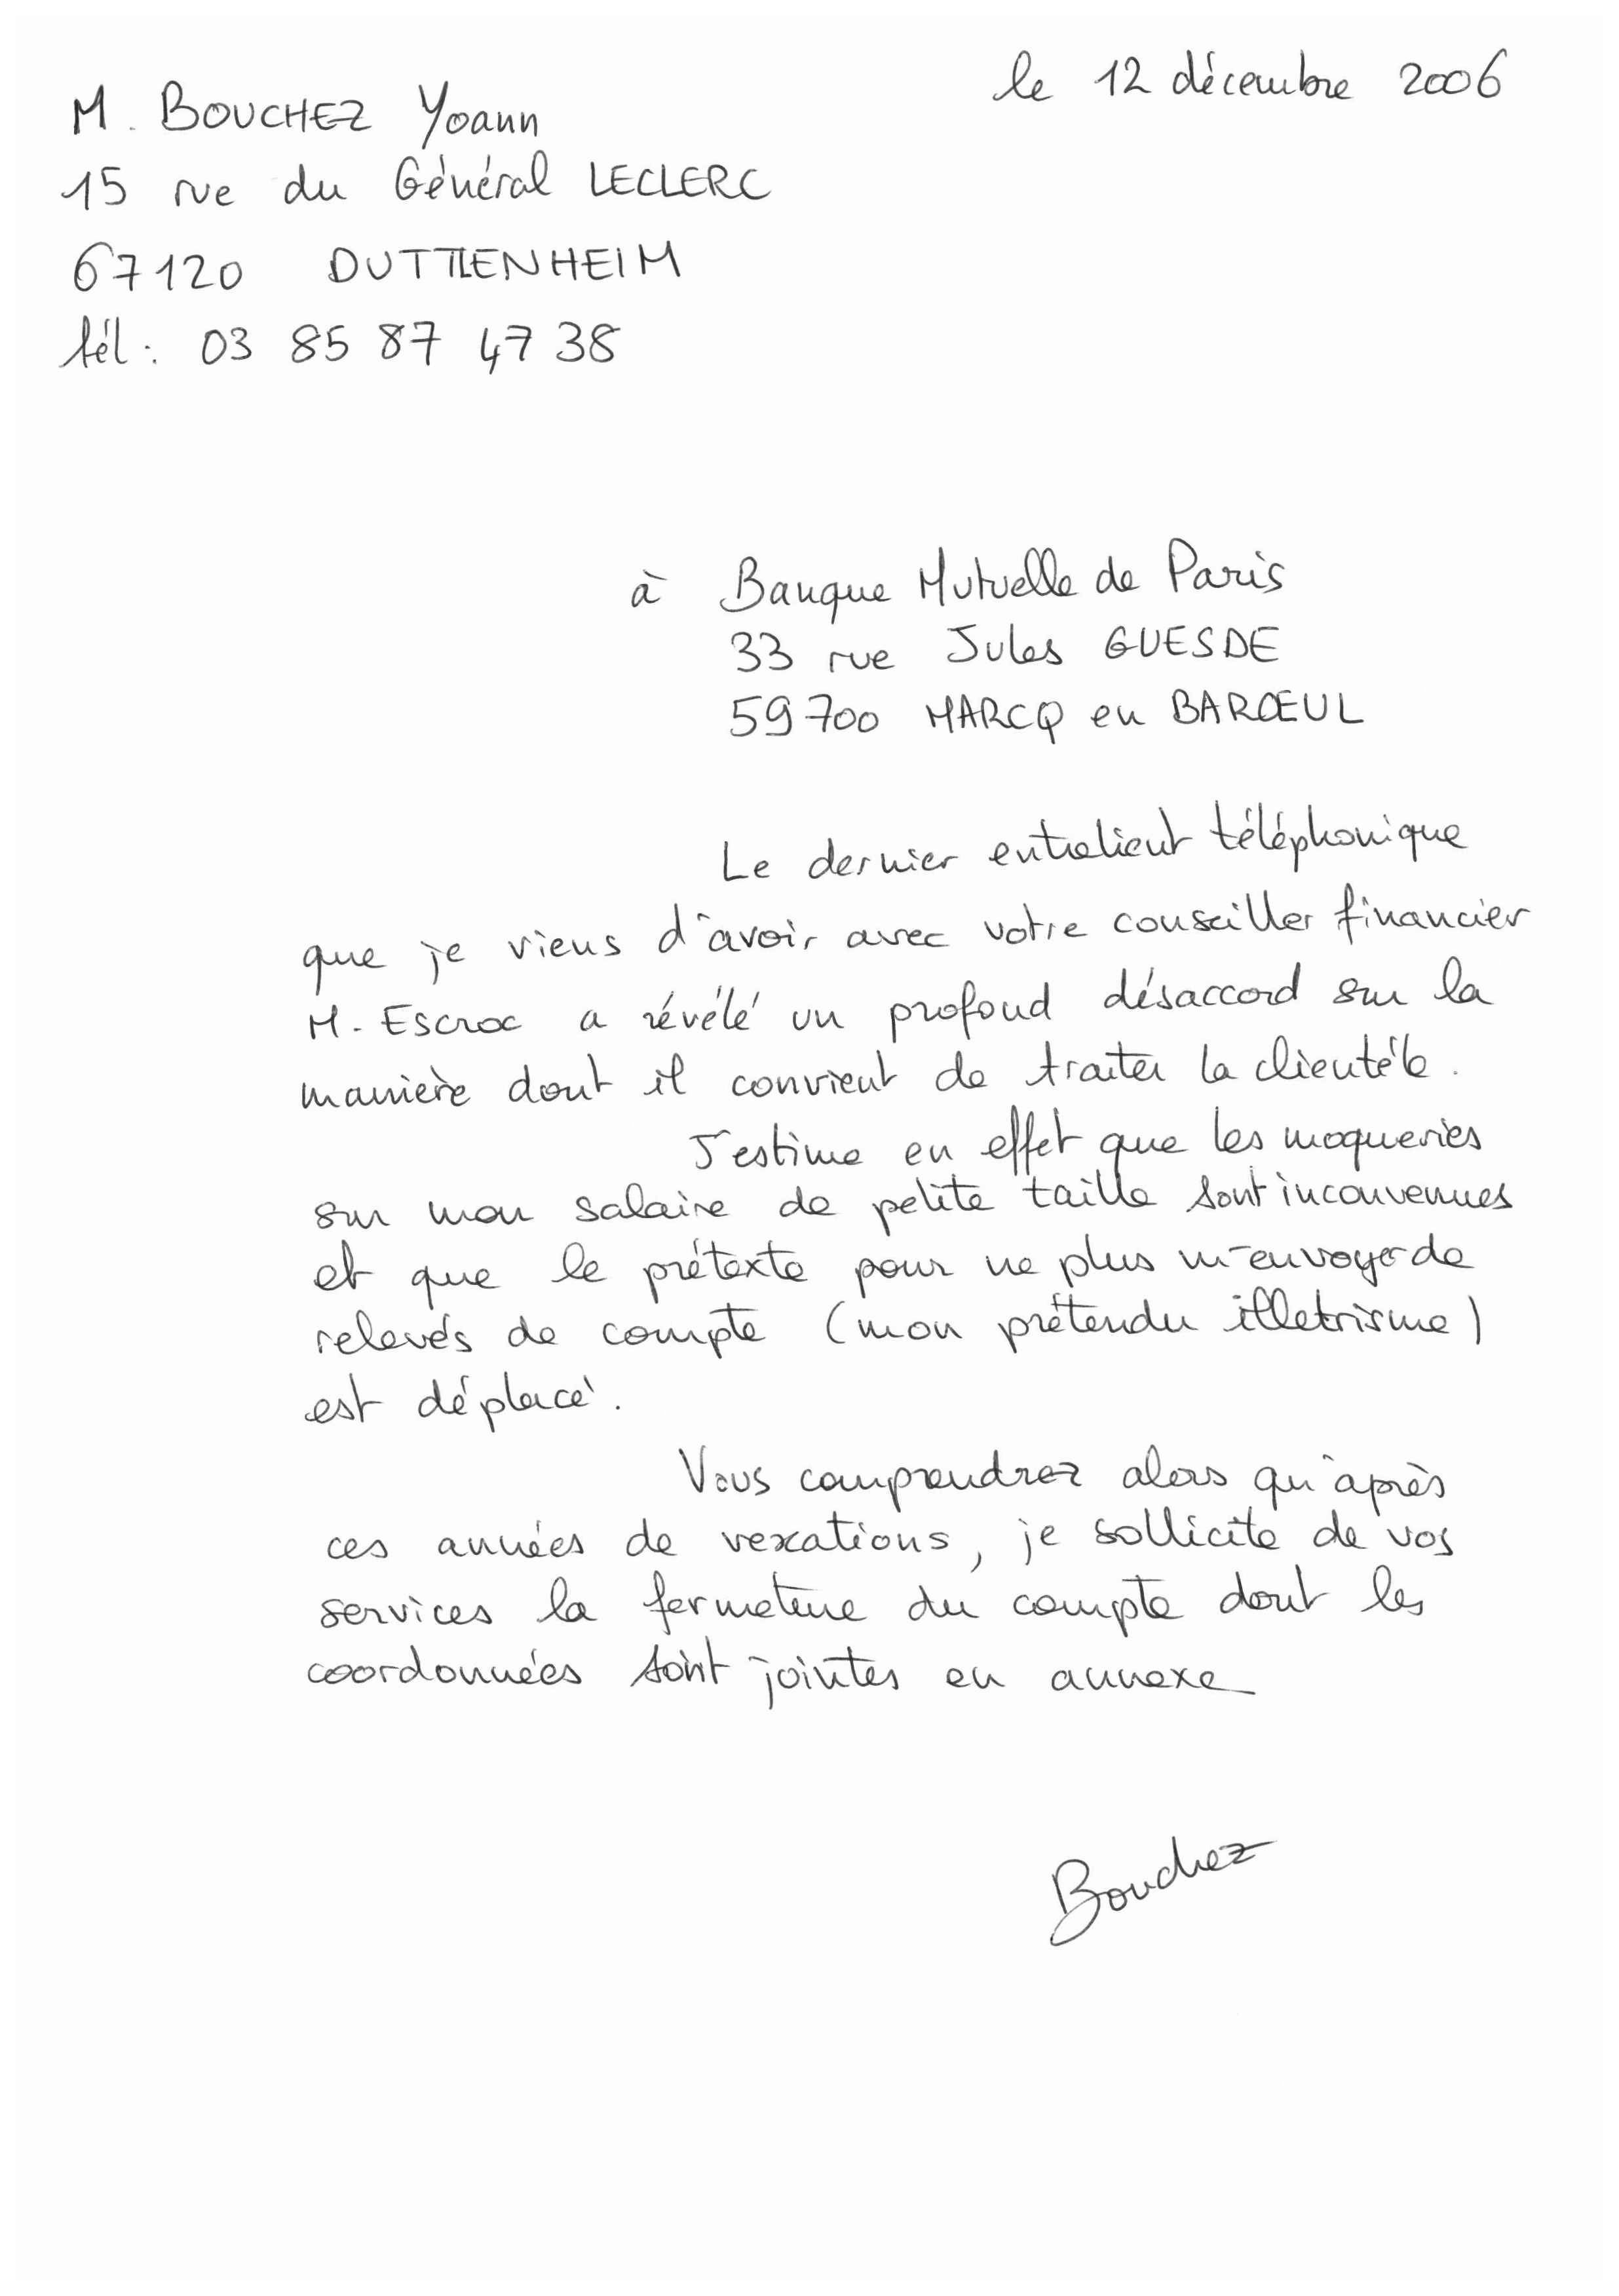 le 12 décembre 2006
M. BOUCHEZ Yoann
15 rue du Général LECLERC
67120 DUTTLENHEIM
tél : 03 85 87 47 38
à Banque Mutuelle de Paris
33 rue Jules GUESDE
59700 MARCQ en BARŒUL
Le dernier entretient téléphonique
que je viens d'avoir avec votre conseiller financier
M. Escroc a révélé un profond désaccord sur la
manière dont il convient de traiter la clientéle.
J'estime en effet que les moqueries
sur mon salaire de petite taille sont inconvenues
et que le prétexte pour ne plus m'envoyer de
relevés de compte (mon prétendu illetrisme)
est déplacé.
Vous comprendrez alors qu'après
ces années de vexations, je sollicite de vos
services la fermeture du compte dont les
coordonnées sont jointes en annexe
Bouchez